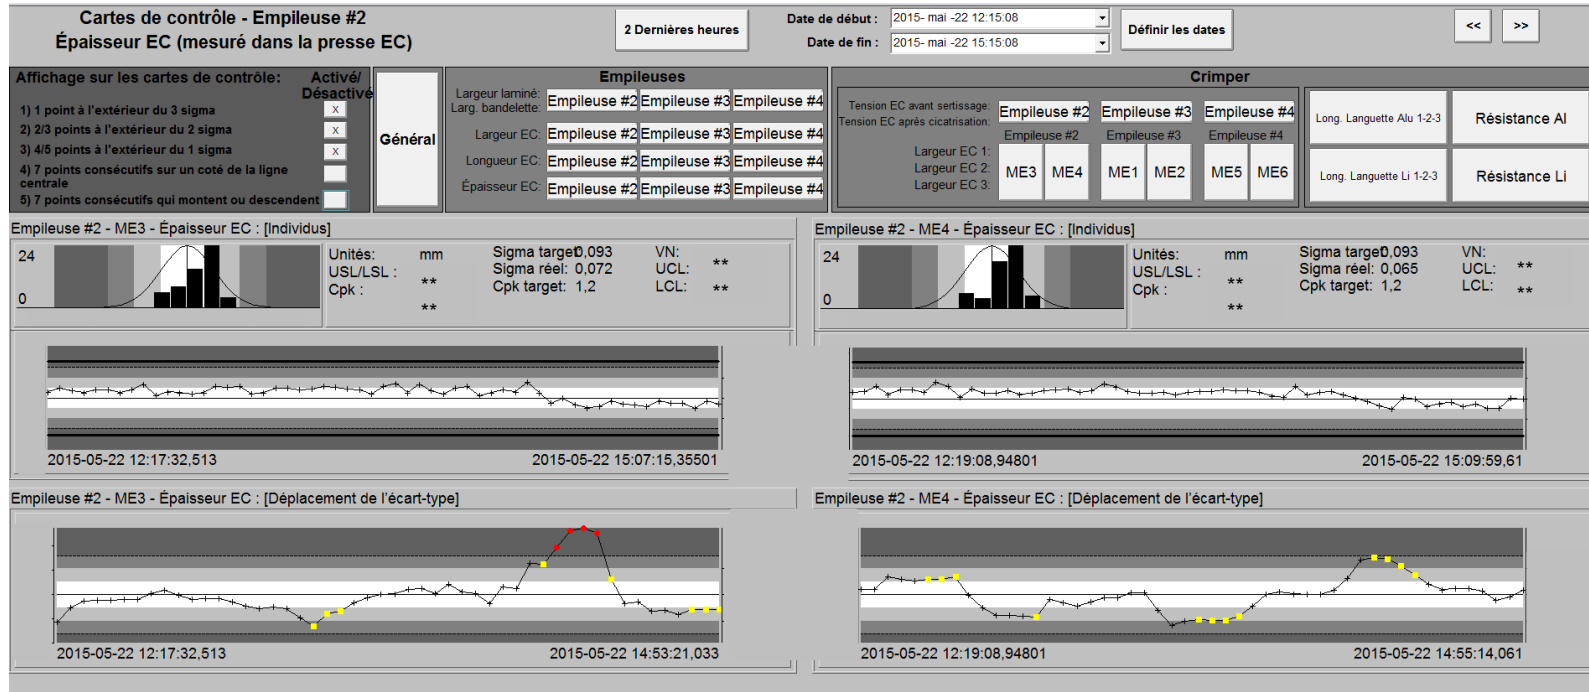 Cartes de contrôle - Empileuse #2
Épaisseur EC (mesuré dans la presse EC)
2 Dernières heures
Date de début : 2015- mai -22 12:15:08
Date de fin : 2015- mai -22 15:15:08
Définir les dates
<< >>
Affichage sur les cartes de contrôle: Activé/
Désactivé
1) 1 point à l'extérieur du 3 sigma X
2) 2/3 points à l'extérieur du 2 sigma X
3) 4/5 points à l'extérieur du 1 sigma X
4) 7 points consécutifs sur un coté de la ligne
centrale
5) 7 points consécutifs qui montent ou descendent
Général
Empileuses
Largeur laminé:
Larg. bandelette: Empileuse #2 Empileuse #3 Empileuse #4
Largeur EC: Empileuse #2 Empileuse #3 Empileuse #4
Longueur EC: Empileuse #2 Empileuse #3 Empileuse #4
Épaisseur EC: Empileuse #2 Empileuse #3 Empileuse #4
Crimper
Tension EC avant sertissage:
Tension EC après cicatrisation:
Empileuse #2 Empileuse #3 Empileuse #4
Empileuse #2 Empileuse #3 Empileuse #4
Largeur EC 1:
Largeur EC 2:
Largeur EC 3:
ME3 ME4 ME1 ME2 ME5 ME6
Long. Languette Alu 1-2-3 Résistance Al
Long. Languette Li 1-2-3 Résistance Li
Empileuse #2 - ME3 - Épaisseur EC : [Individus]
24
0
Unités: mm Sigma target:0,093 VN:
USL/LSL : ** Sigma réel: 0,072 UCL: **
Cpk : ** Cpk target: 1,2 LCL: **
2015-05-22 12:17:32,513 2015-05-22 15:07:15,35501
Empileuse #2 - ME4 - Épaisseur EC : [Individus]
24
0
Unités: mm Sigma target:0,093 VN:
USL/LSL : ** Sigma réel: 0,065 UCL: **
Cpk : ** Cpk target: 1,2 LCL: **
2015-05-22 12:19:08,94801 2015-05-22 15:09:59,61
Empileuse #2 - ME3 - Épaisseur EC : [Déplacement de l'écart-type]
2015-05-22 12:17:32,513 2015-05-22 14:53:21,033
Empileuse #2 - ME4 - Épaisseur EC : [Déplacement de l'écart-type]
2015-05-22 12:19:08,94801 2015-05-22 14:55:14,061